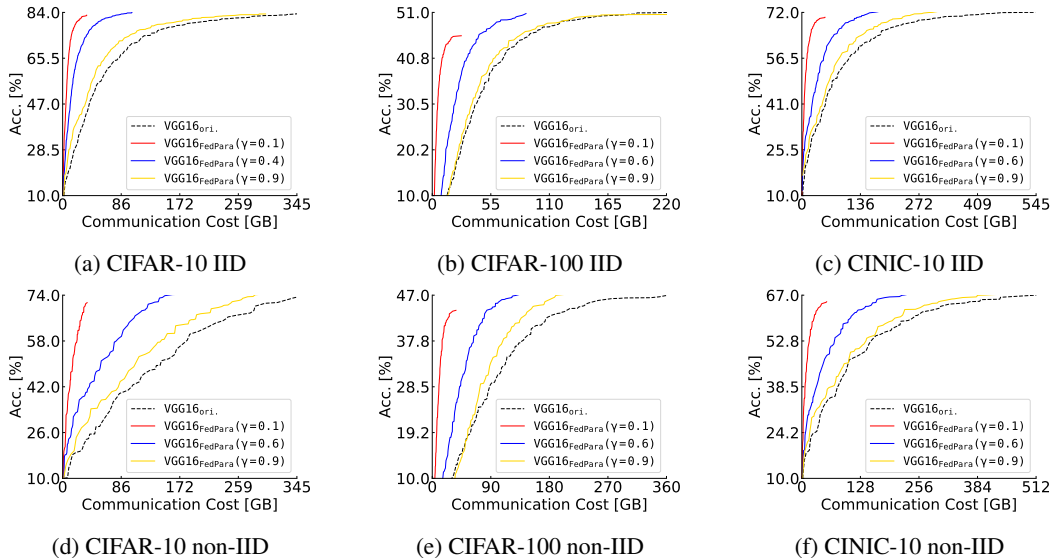 84.0
65.5
47.0
28.5
10.0
Acc. [%]
VGG16ori.
VGG16FedPara(γ=0.1)
VGG16FedPara(γ=0.4)
VGG16FedPara(γ=0.9)
0 86 172 259 345
Communication Cost [GB]
(a) CIFAR-10 IID
51.0
40.8
30.5
20.2
10.0
Acc. [%]
VGG16ori.
VGG16FedPara(γ=0.1)
VGG16FedPara(γ=0.6)
VGG16FedPara(γ=0.9)
0 55 110 165 220
Communication Cost [GB]
(b) CIFAR-100 IID
72.0
56.5
41.0
25.5
10.0
Acc. [%]
VGG16ori.
VGG16FedPara(γ=0.1)
VGG16FedPara(γ=0.6)
VGG16FedPara(γ=0.9)
0 136 272 409 545
Communication Cost [GB]
(c) CINIC-10 IID
74.0
58.0
42.0
26.0
10.0
Acc. [%]
VGG16ori.
VGG16FedPara(γ=0.1)
VGG16FedPara(γ=0.6)
VGG16FedPara(γ=0.9)
0 86 172 259 345
Communication Cost [GB]
(d) CIFAR-10 non-IID
47.0
37.8
28.5
19.2
10.0
Acc. [%]
VGG16ori.
VGG16FedPara(γ=0.1)
VGG16FedPara(γ=0.6)
VGG16FedPara(γ=0.9)
0 90 180 270 360
Communication Cost [GB]
(e) CIFAR-100 non-IID
67.0
52.8
38.5
24.2
10.0
Acc. [%]
VGG16ori.
VGG16FedPara(γ=0.1)
VGG16FedPara(γ=0.6)
VGG16FedPara(γ=0.9)
0 128 256 384 512
Communication Cost [GB]
(f) CINIC-10 non-IID